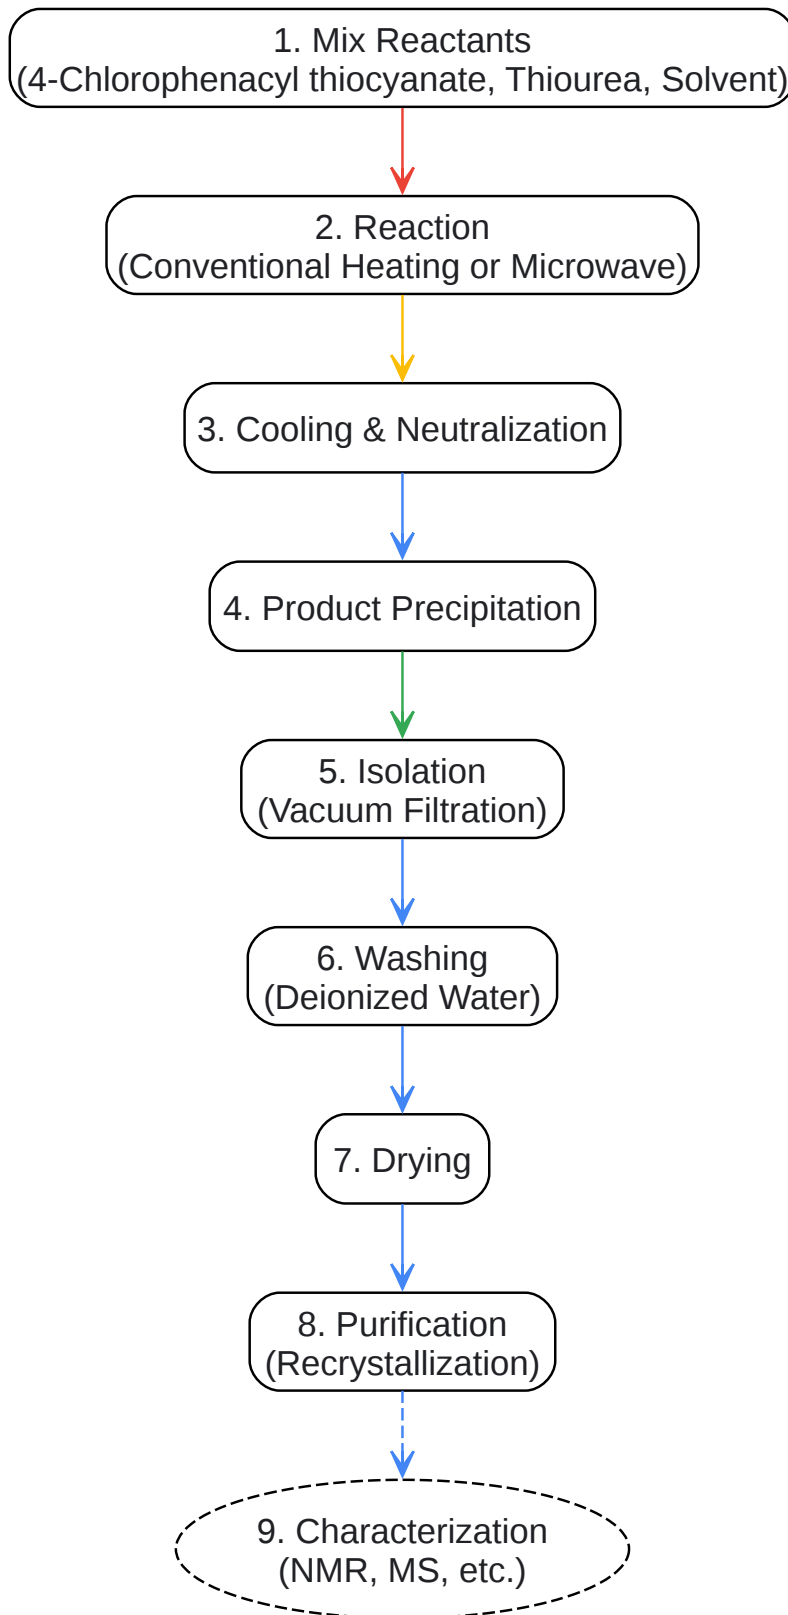 1. Mix Reactants
(4-Chlorophenacyl thiocyanate, Thiourea, Solvent)
2. Reaction
(Conventional Heating or Microwave)
3. Cooling & Neutralization
4. Product Precipitation
5. Isolation
(Vacuum Filtration)
6. Washing
(Deionized Water)
7. Drying
8. Purification
(Recrystallization)
9. Characterization
(NMR, MS, etc.)